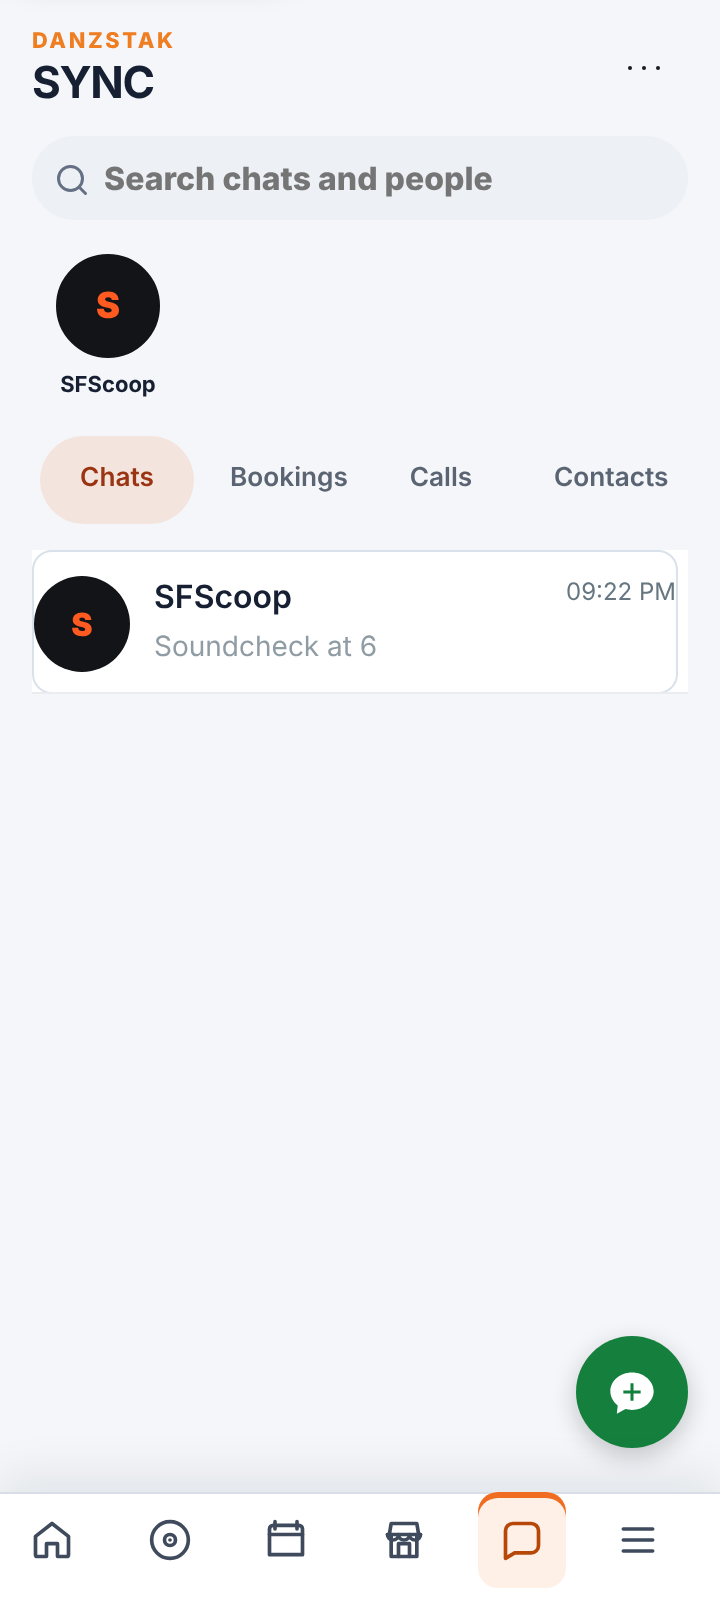 DANZSTAK
SYNC
...
Search chats and people
S
SFScoop
Chats Bookings Calls Contacts
S
SFScoop 09:22 PM
Soundcheck at 6